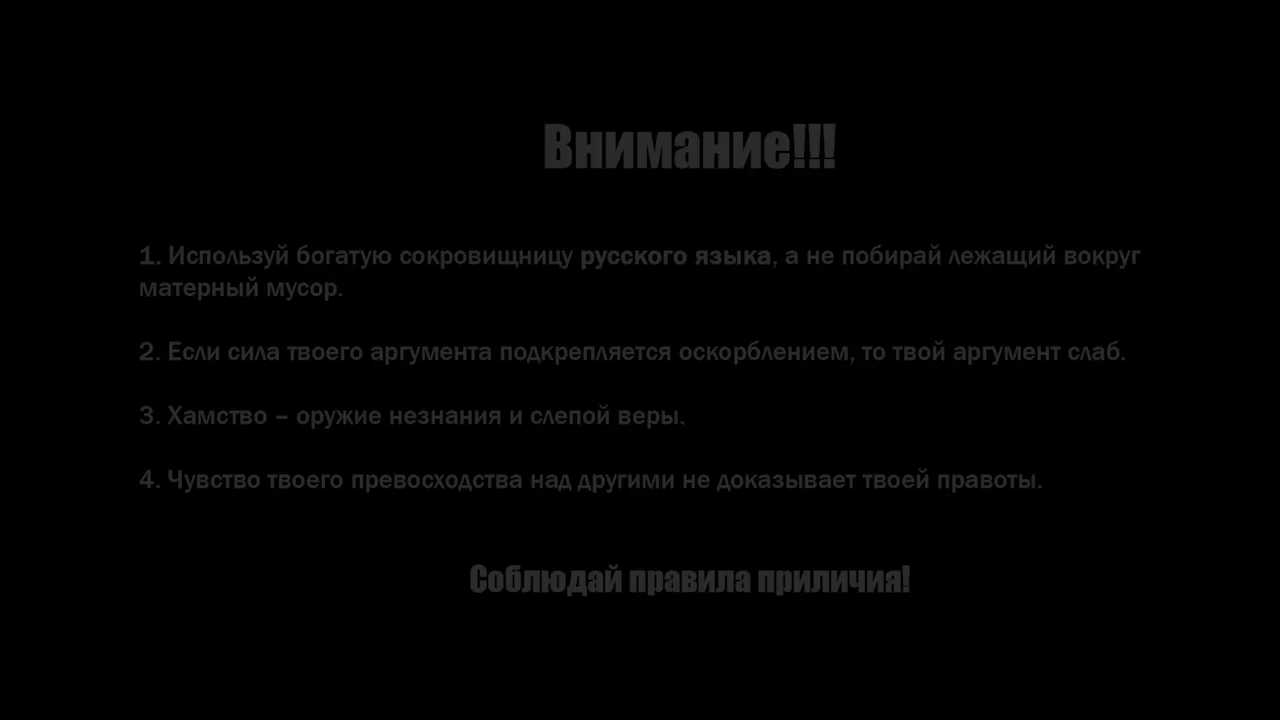 Внимание!!!
1. Используй богатую сокровищницу русского языка, а не побирай лежащий вокруг
матерный мусор.
2. Если сила твоего аргумента подкрепляется оскорблением, то твой аргумент слаб.
3. Хамство – оружие незнания и слепой веры.
4. Чувство твоего превосходства над другими не доказывает твоей правоты.
Соблюдай правила приличия!